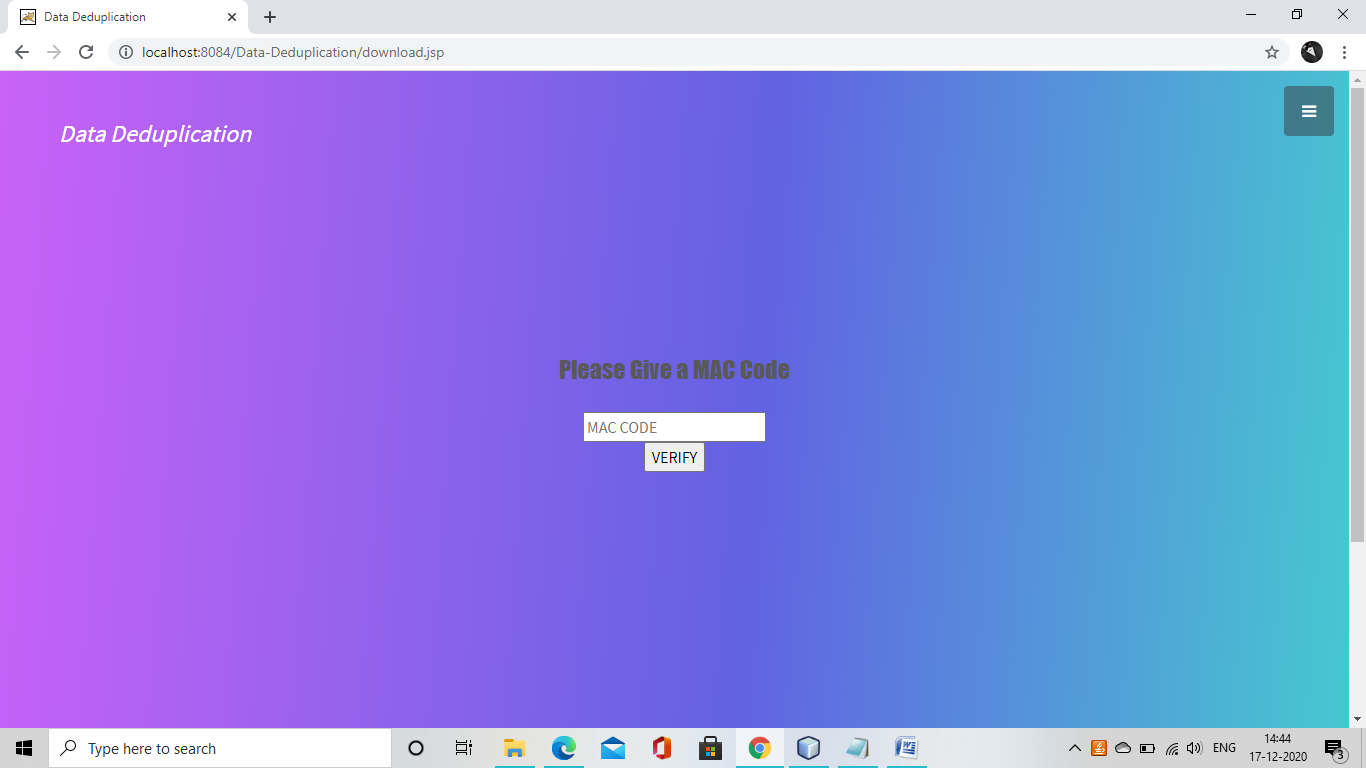 Data Deduplication
localhost:8084/Data-Deduplication/download.jsp
Data Deduplication
Please Give a MAC Code
MAC CODE
VERIFY
Type here to search
ENG
14:44
17-12-2020
3